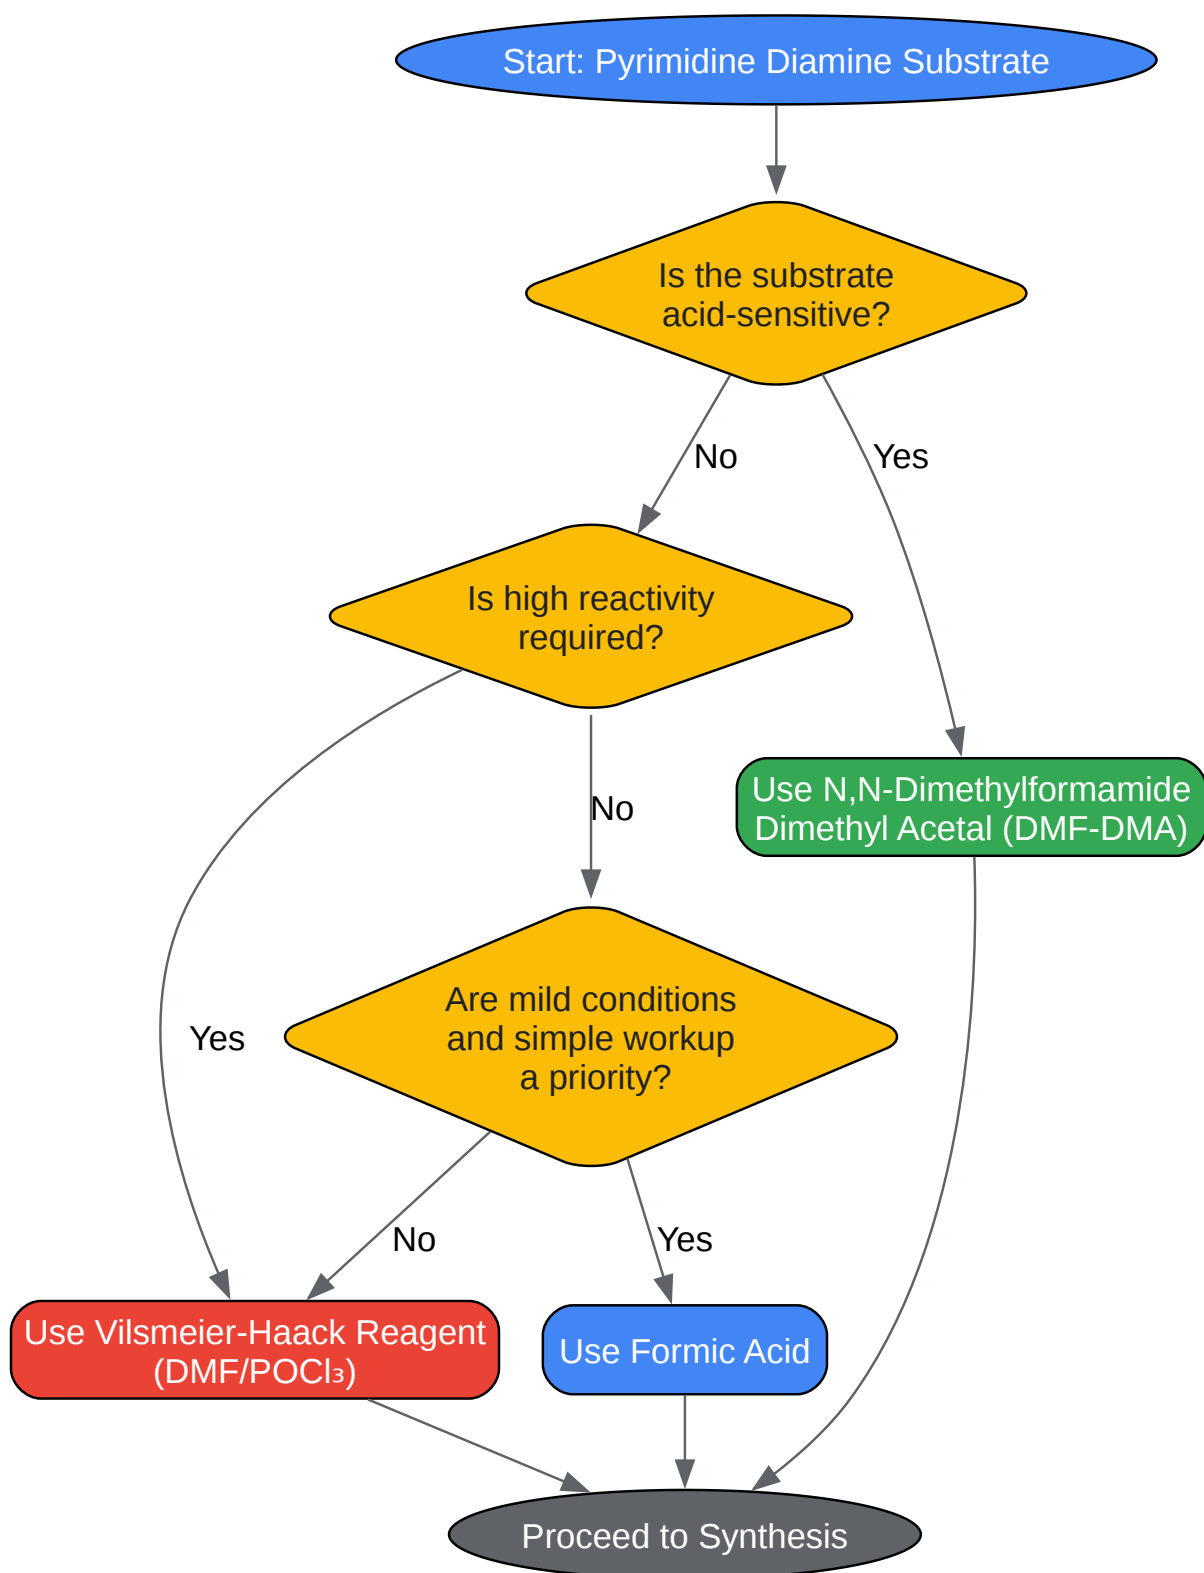 Start: Pyrimidine Diamine Substrate
Is the substrate
acid-sensitive?
No
Yes
Is high reactivity
required?
No
Use N,N-Dimethylformamide
Dimethyl Acetal (DMF-DMA)
Are mild conditions
and simple workup
a priority?
Yes
No
Yes
Use Vilsmeier-Haack Reagent
(DMF/POCl₃)
Use Formic Acid
Proceed to Synthesis